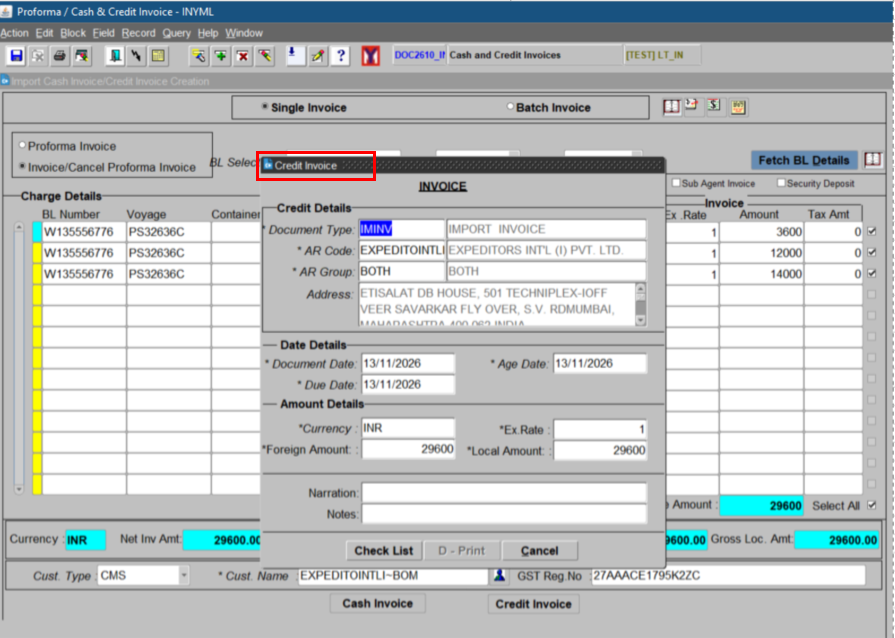 Proforma / Cash & Credit Invoice - INYML
Action Edit Block Field Record Query Help Window
DOC2610_IN Cash and Credit Invoices [TEST] LT_IN
Import Cash Invoice/Credit Invoice Creation
Single Invoice Batch Invoice
Proforma Invoice
Invoice/Cancel Proforma Invoice BL Selec Fetch BL Details
Credit Invoice
Sub Agent Invoice Security Deposit
INVOICE
Charge Details Invoice
BL Number Voyage Container Ex .Rate Amount Tax Amt
W135556776 PS32636C 1 3600 0
W135556776 PS32636C 1 12000 0
W135556776 PS32636C 1 14000 0
Credit Details
* Document Type: IMINV IMPORT INVOICE
* AR Code: EXPEDITOINTLI EXPEDITORS INT'L (I) PVT. LTD.
* AR Group: BOTH BOTH
Address: ETISALAT DB HOUSE, 501 TECHNIPLEX-IOFF
VEER SAVARKAR FLY OVER, S.V. RDMUMBAI,
MAHARASHTRA 400 062 INDIA
Date Details
* Document Date: 13/11/2026 * Age Date: 13/11/2026
* Due Date: 13/11/2026
Amount Details
*Currency : INR *Ex.Rate : 1
*Foreign Amount: : 29600 *Local Amount: : 29600
Narration:
Notes:
Amount : 29600 Select All
Check List D - Print Cancel
Currency : INR Net Inv Amt: 29600.00 9600.00 Gross Loc. Amt: 29600.00
Cust. Type : CMS * Cust. Name : EXPEDITOINTLI~BOM GST Reg.No : 27AAACE1795K2ZC
Cash Invoice Credit Invoice